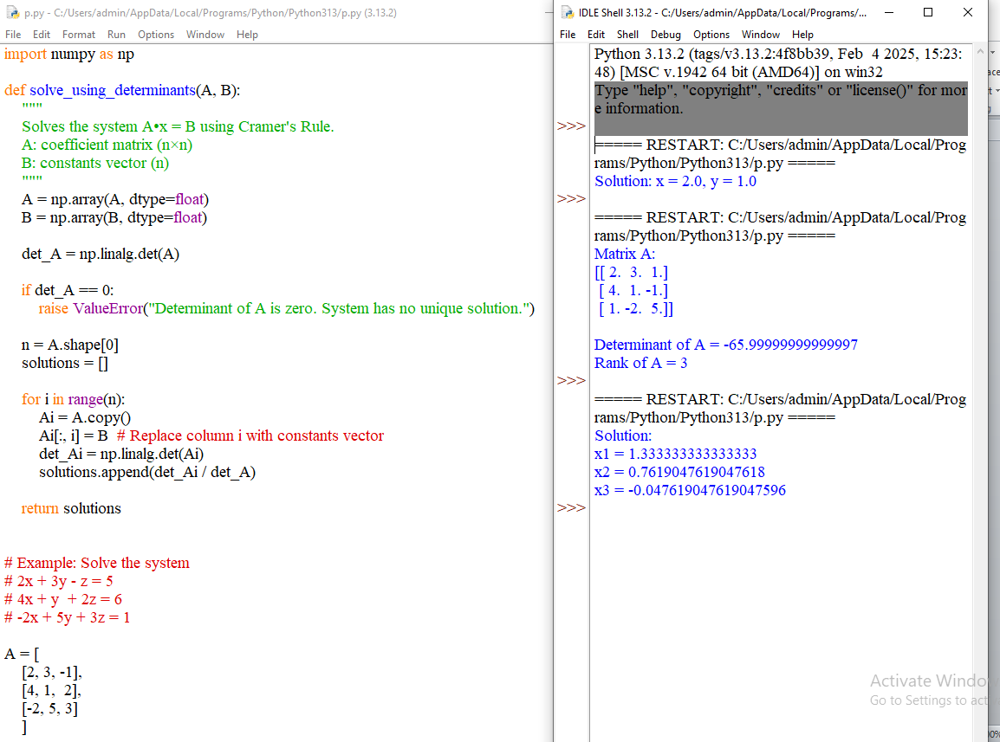 p.py - C:/Users/admin/AppData/Local/Programs/Python/Python313/p.py (3.13.2)
File Edit Format Run Options Window Help
import numpy as np

def solve_using_determinants(A, B):
    """
    Solves the system A•x = B using Cramer's Rule.
    A: coefficient matrix (n×n)
    B: constants vector (n)
    """
    A = np.array(A, dtype=float)
    B = np.array(B, dtype=float)

    det_A = np.linalg.det(A)

    if det_A == 0:
        raise ValueError("Determinant of A is zero. System has no unique solution.")

    n = A.shape[0]
    solutions = []

    for i in range(n):
        Ai = A.copy()
        Ai[:, i] = B  # Replace column i with constants vector
        det_Ai = np.linalg.det(Ai)
        solutions.append(det_Ai / det_A)

    return solutions


# Example: Solve the system
# 2x + 3y - z = 5
# 4x + y  + 2z = 6
# -2x + 5y + 3z = 1

A = [
    [2, 3, -1],
    [4, 1,  2],
    [-2, 5, 3]
    ]
IDLE Shell 3.13.2 - C:/Users/admin/AppData/Local/Programs/...
File Edit Shell Debug Options Window Help
Python 3.13.2 (tags/v3.13.2:4f8bb39, Feb  4 2025, 15:23:
48) [MSC v.1942 64 bit (AMD64)] on win32
Type "help", "copyright", "credits" or "license()" for mor
e information.
>>>
===== RESTART: C:/Users/admin/AppData/Local/Prog
rams/Python/Python313/p.py =====
Solution: x = 2.0, y = 1.0
>>>
===== RESTART: C:/Users/admin/AppData/Local/Prog
rams/Python/Python313/p.py =====
Matrix A:
[[ 2.  3.  1.]
 [ 4.  1. -1.]
 [ 1. -2.  5.]]

Determinant of A = -65.99999999999997
Rank of A = 3
>>>
===== RESTART: C:/Users/admin/AppData/Local/Prog
rams/Python/Python313/p.py =====
Solution:
x1 = 1.333333333333333
x2 = 0.7619047619047618
x3 = -0.047619047619047596
>>>
Activate Windo
Go to Settings to act